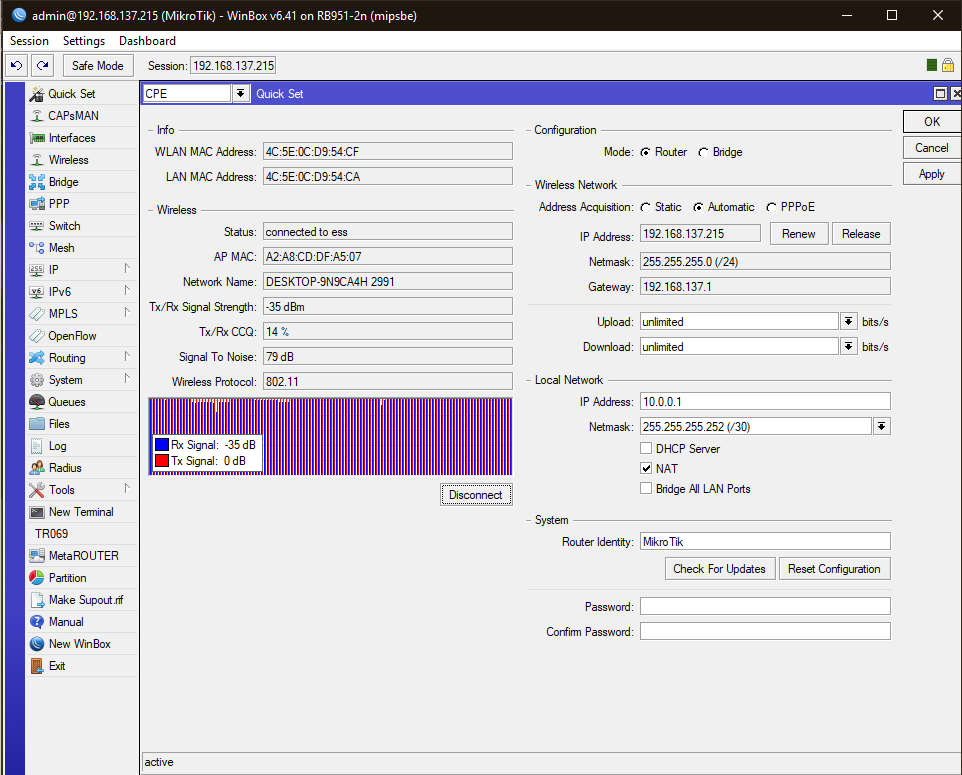 admin@192.168.137.215 (MikroTik) - WinBox v6.41 on RB951-2n (mipsbe)
Session Settings Dashboard
Safe Mode Session: 192.168.137.215
Quick Set
CAPsMAN
Interfaces
Wireless
Bridge
PPP
Switch
Mesh
IP
IPv6
MPLS
OpenFlow
Routing
System
Queues
Files
Log
Radius
Tools
New Terminal
TR069
MetaROUTER
Partition
Make Supout.rif
Manual
New WinBox
Exit
CPE Quick Set
Info
WLAN MAC Address: 4C:5E:0C:D9:54:CF
LAN MAC Address: 4C:5E:0C:D9:54:CA
Wireless
Status: connected to ess
AP MAC: A2:A8:CD:DF:A5:07
Network Name: DESKTOP-9N9CA4H 2991
Tx/Rx Signal Strength: -35 dBm
Tx/Rx CCQ: 14 %
Signal To Noise: 79 dB
Wireless Protocol: 802.11
Rx Signal: -35 dB
Tx Signal: 0 dB
Disconnect
Configuration
Mode: Router Bridge
Wireless Network
Address Acquisition: Static Automatic PPPoE
IP Address: 192.168.137.215 Renew Release
Netmask: 255.255.255.0 (/24)
Gateway: 192.168.137.1
Upload: unlimited bits/s
Download: unlimited bits/s
Local Network
IP Address: 10.0.0.1
Netmask: 255.255.255.252 (/30)
DHCP Server
NAT
Bridge All LAN Ports
System
Router Identity: MikroTik
Check For Updates Reset Configuration
Password:
Confirm Password:
OK
Cancel
Apply
active